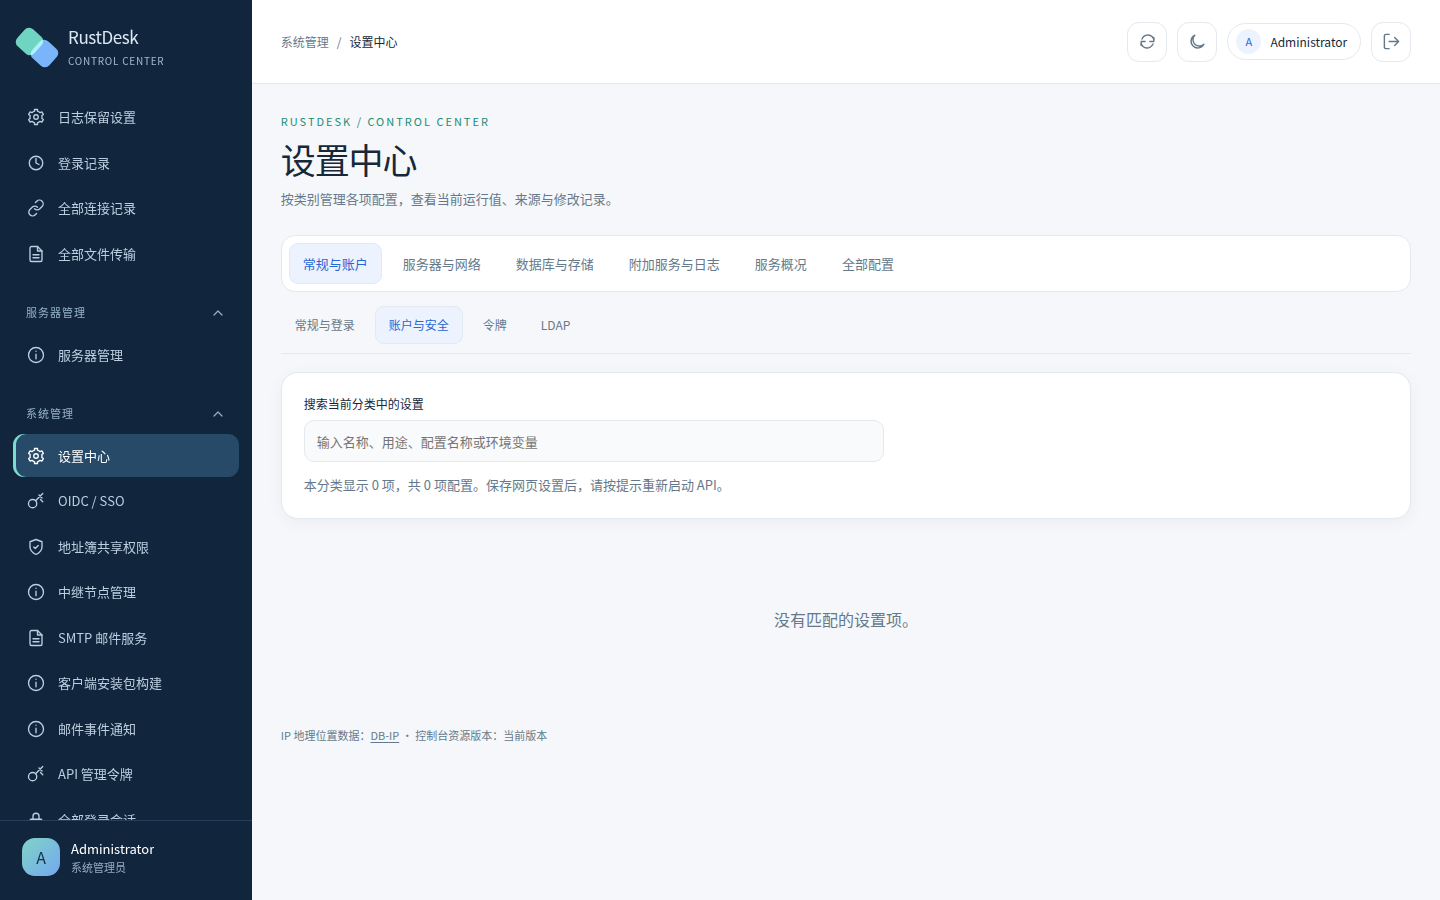 RustDesk
CONTROL CENTER
日志保留设置
登录记录
全部连接记录
全部文件传输
服务器管理
服务器管理
系统管理
设置中心
OIDC / SSO
地址簿共享权限
中继节点管理
SMTP 邮件服务
客户端安装包构建
邮件事件通知
API 管理令牌
全部登录会话
A
Administrator
系统管理员
系统管理 / 设置中心
A Administrator
RUSTDESK / CONTROL CENTER
设置中心
按类别管理各项配置，查看当前运行值、来源与修改记录。
常规与账户 服务器与网络 数据库与存储 附加服务与日志 服务概况 全部配置
常规与登录 账户与安全 令牌 LDAP
搜索当前分类中的设置
输入名称、用途、配置名称或环境变量
本分类显示 0 项，共 0 项配置。保存网页设置后，请按提示重新启动 API。
没有匹配的设置项。
IP 地理位置数据：DB-IP · 控制台资源版本：当前版本